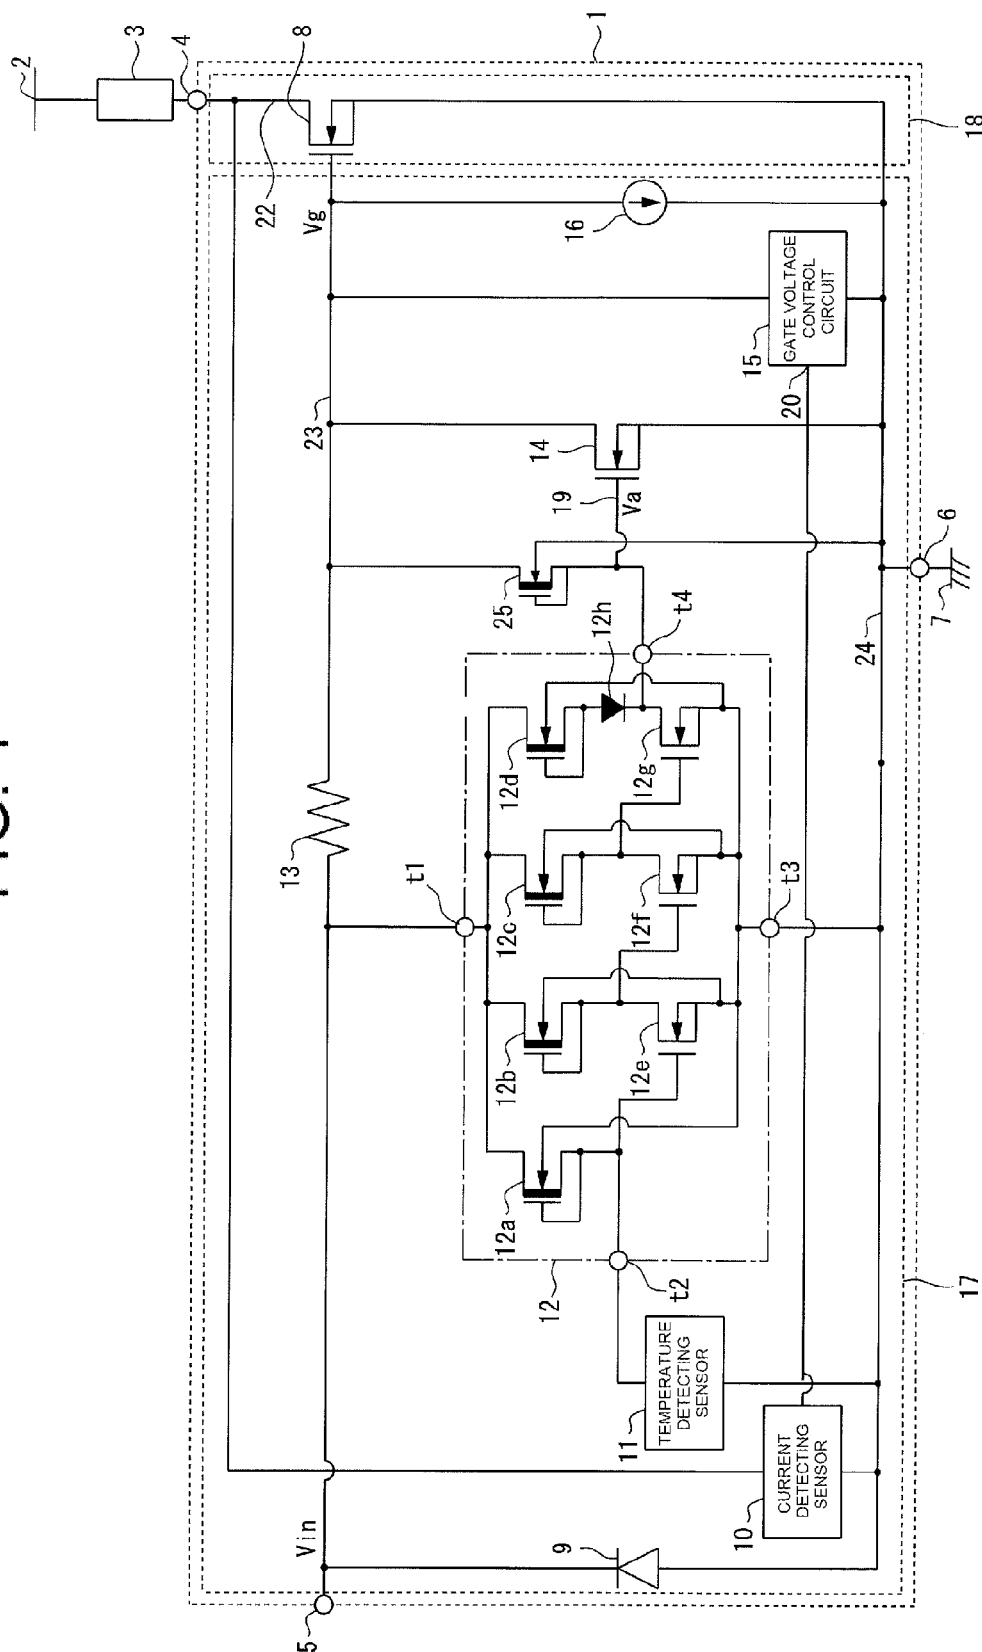 2
3
4
1
8
18
22
Vg
16
GATE VOLTAGE
CONTROL
CIRCUIT
15
20
23
14
19
Va
6
7
25
12h
t4
24
12d
12g
13
t1
12c
12f
t3
12b
12e
12a
12
t2
17
TEMPERATURE
DETECTING
SENSOR
11
CURRENT
DETECTING
SENSOR
10
Vin
9
5